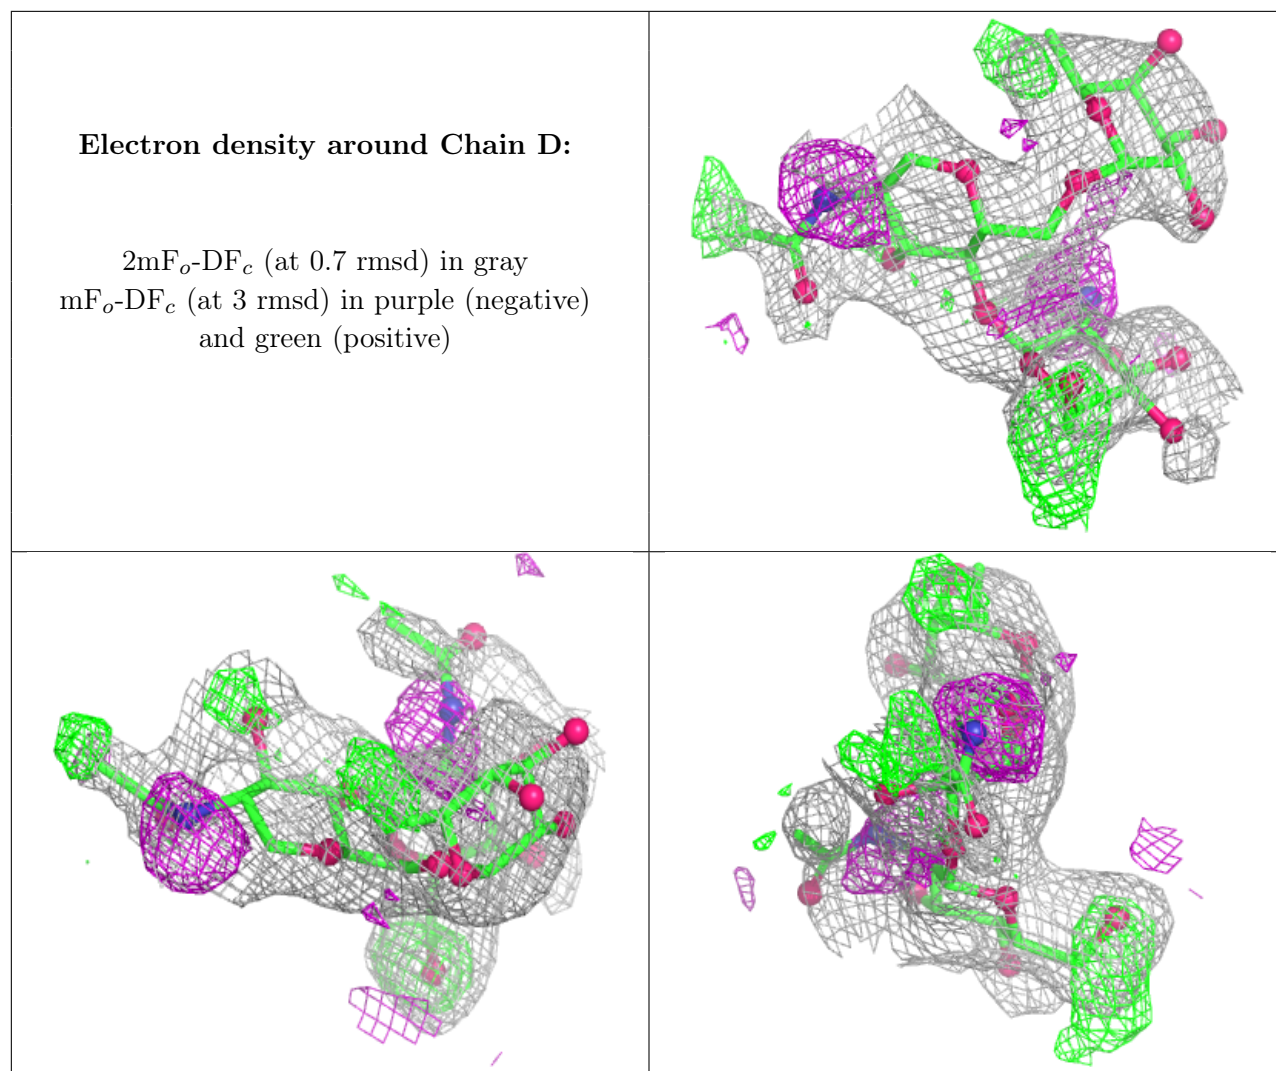 Electron density around Chain D:
2mFo-DFc (at 0.7 rmsd) in gray
mFo-DFc (at 3 rmsd) in purple (negative)
and green (positive)